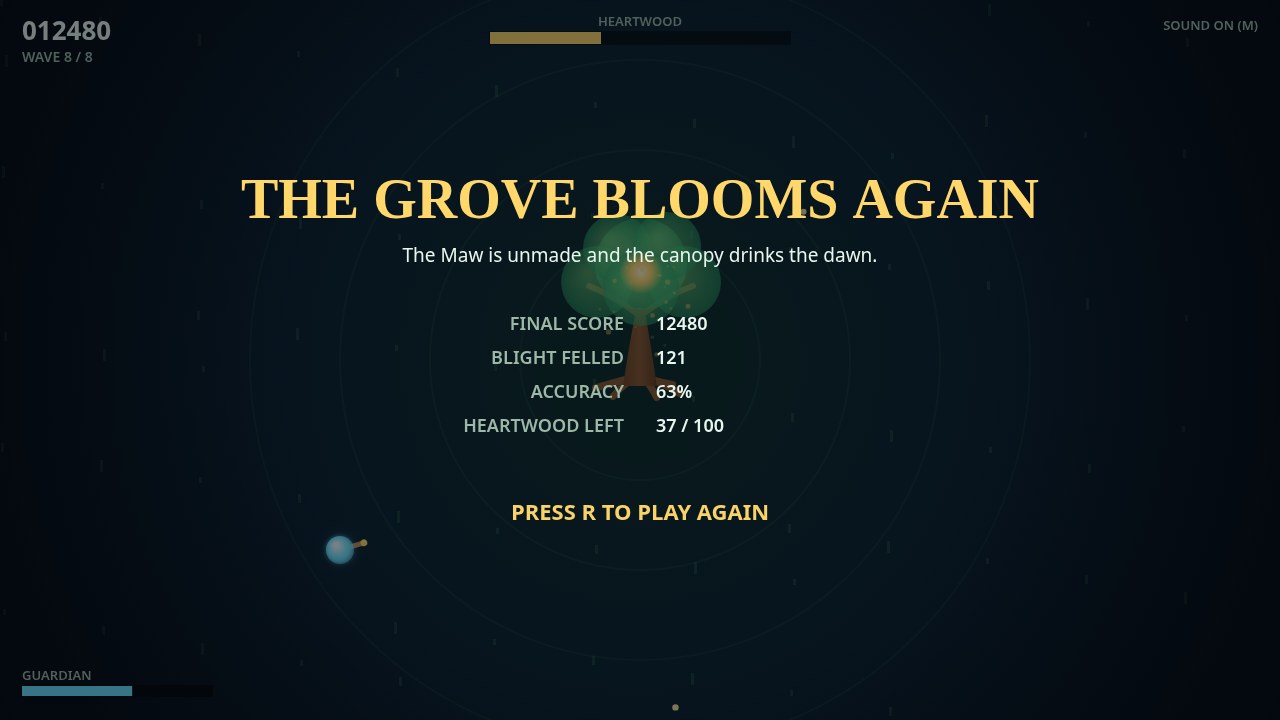 012480
WAVE 8 / 8
HEARTWOOD
SOUND ON (M)
THE GROVE BLOOMS AGAIN
The Maw is unmade and the canopy drinks the dawn.
FINAL SCORE 12480
BLIGHT FELLED 121
ACCURACY 63%
HEARTWOOD LEFT 37 / 100
PRESS R TO PLAY AGAIN
GUARDIAN